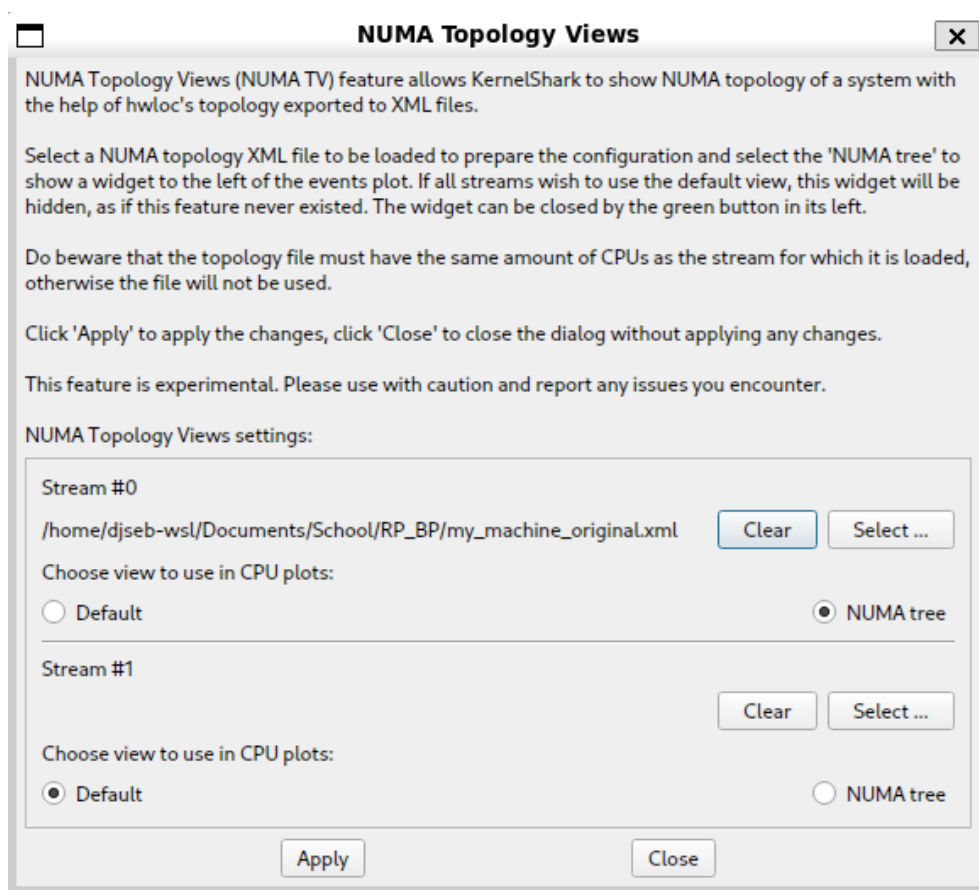 NUMA Topology Views
NUMA Topology Views (NUMA TV) feature allows KernelShark to show NUMA topology of a system with
the help of hwloc's topology exported to XML files.
Select a NUMA topology XML file to be loaded to prepare the configuration and select the 'NUMA tree' to
show a widget to the left of the events plot. If all streams wish to use the default view, this widget will be
hidden, as if this feature never existed. The widget can be closed by the green button in its left.
Do beware that the topology file must have the same amount of CPUs as the stream for which it is loaded,
otherwise the file will not be used.
Click 'Apply' to apply the changes, click 'Close' to close the dialog without applying any changes.
This feature is experimental. Please use with caution and report any issues you encounter.
NUMA Topology Views settings:
Stream #0
/home/djseb-wsl/Documents/School/RP_BP/my_machine_original.xml Clear Select ...
Choose view to use in CPU plots:
Default NUMA tree
Stream #1
Clear Select ...
Choose view to use in CPU plots:
Default NUMA tree
Apply Close